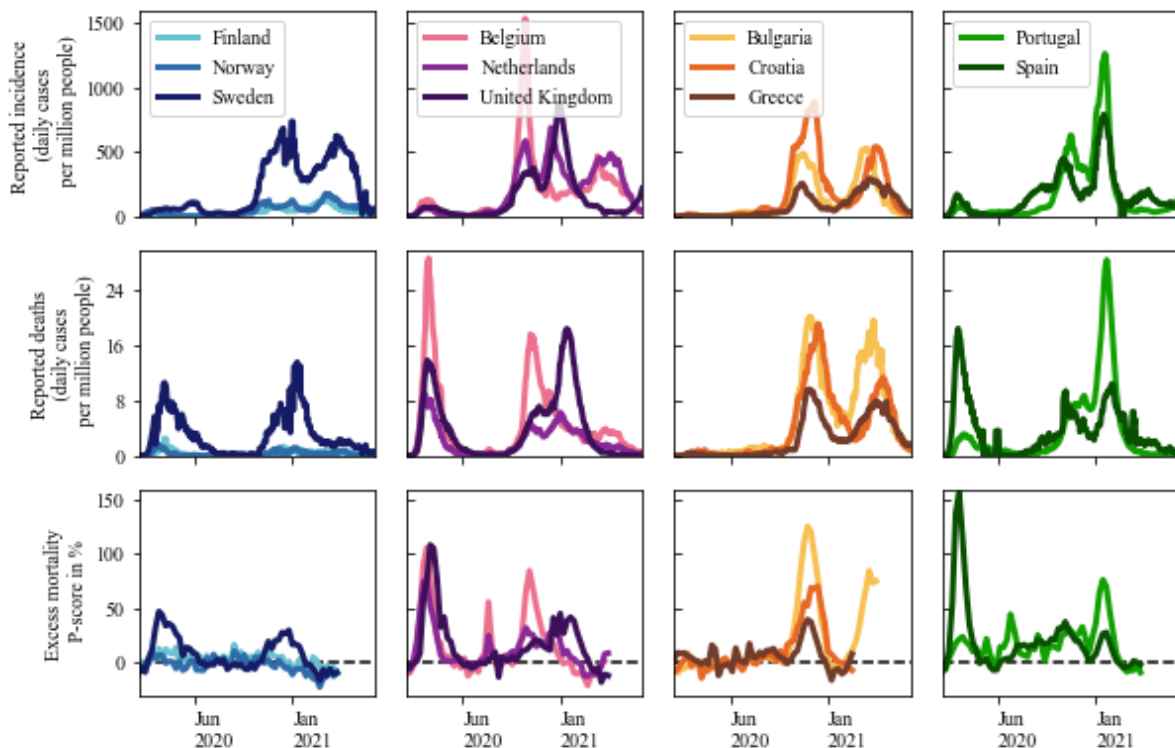 Reported incidence
(daily cases
per million people)
1500
1000
500
0
Finland
Norway
Sweden
Belgium
Netherlands
United Kingdom
Bulgaria
Croatia
Greece
Portugal
Spain
Reported deaths
(daily cases
per million people)
24
16
8
0
Excess mortality
P-score in %
150
100
50
0
Jun
2020
Jan
2021
Jun
2020
Jan
2021
Jun
2020
Jan
2021
Jun
2020
Jan
2021